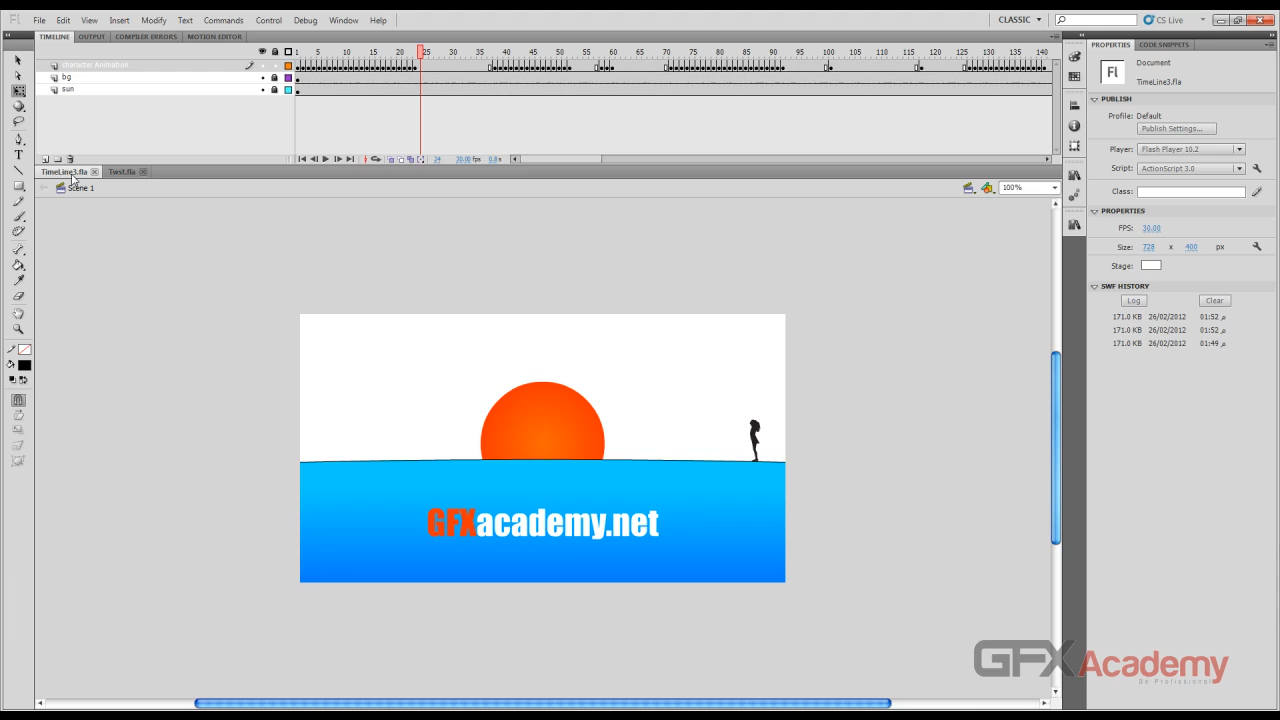 Fl File Edit View Insert Modify Text Commands Control Debug Window Help CLASSIC CS Live
TIMELINE OUTPUT COMPILER ERRORS MOTION EDITOR
1 5 10 15 20 25 30 35 40 45 50 55 60 65 70 75 80 85 90 95 100 105 110 115 120 125 130 135 140
character Animation
bg
sun
24 30.00 fps 0.8 s
TimeLine3.fla Twst.fla
Scene 1
100%
GFXacademy.net
PROPERTIES CODE SNIPPETS
Fl
Document
TimeLine3.fla
PUBLISH
Profile: Default
Publish Settings...
Player: Flash Player 10.2
Script: ActionScript 3.0
Class:
PROPERTIES
FPS: 30.00
Size: 728 x 400 px
Stage:
SWF HISTORY
Log Clear
171.0 KB 26/02/2012 01:52 م
171.0 KB 26/02/2012 01:52 م
171.0 KB 26/02/2012 01:49 م
GFXAcademy
Be Professional